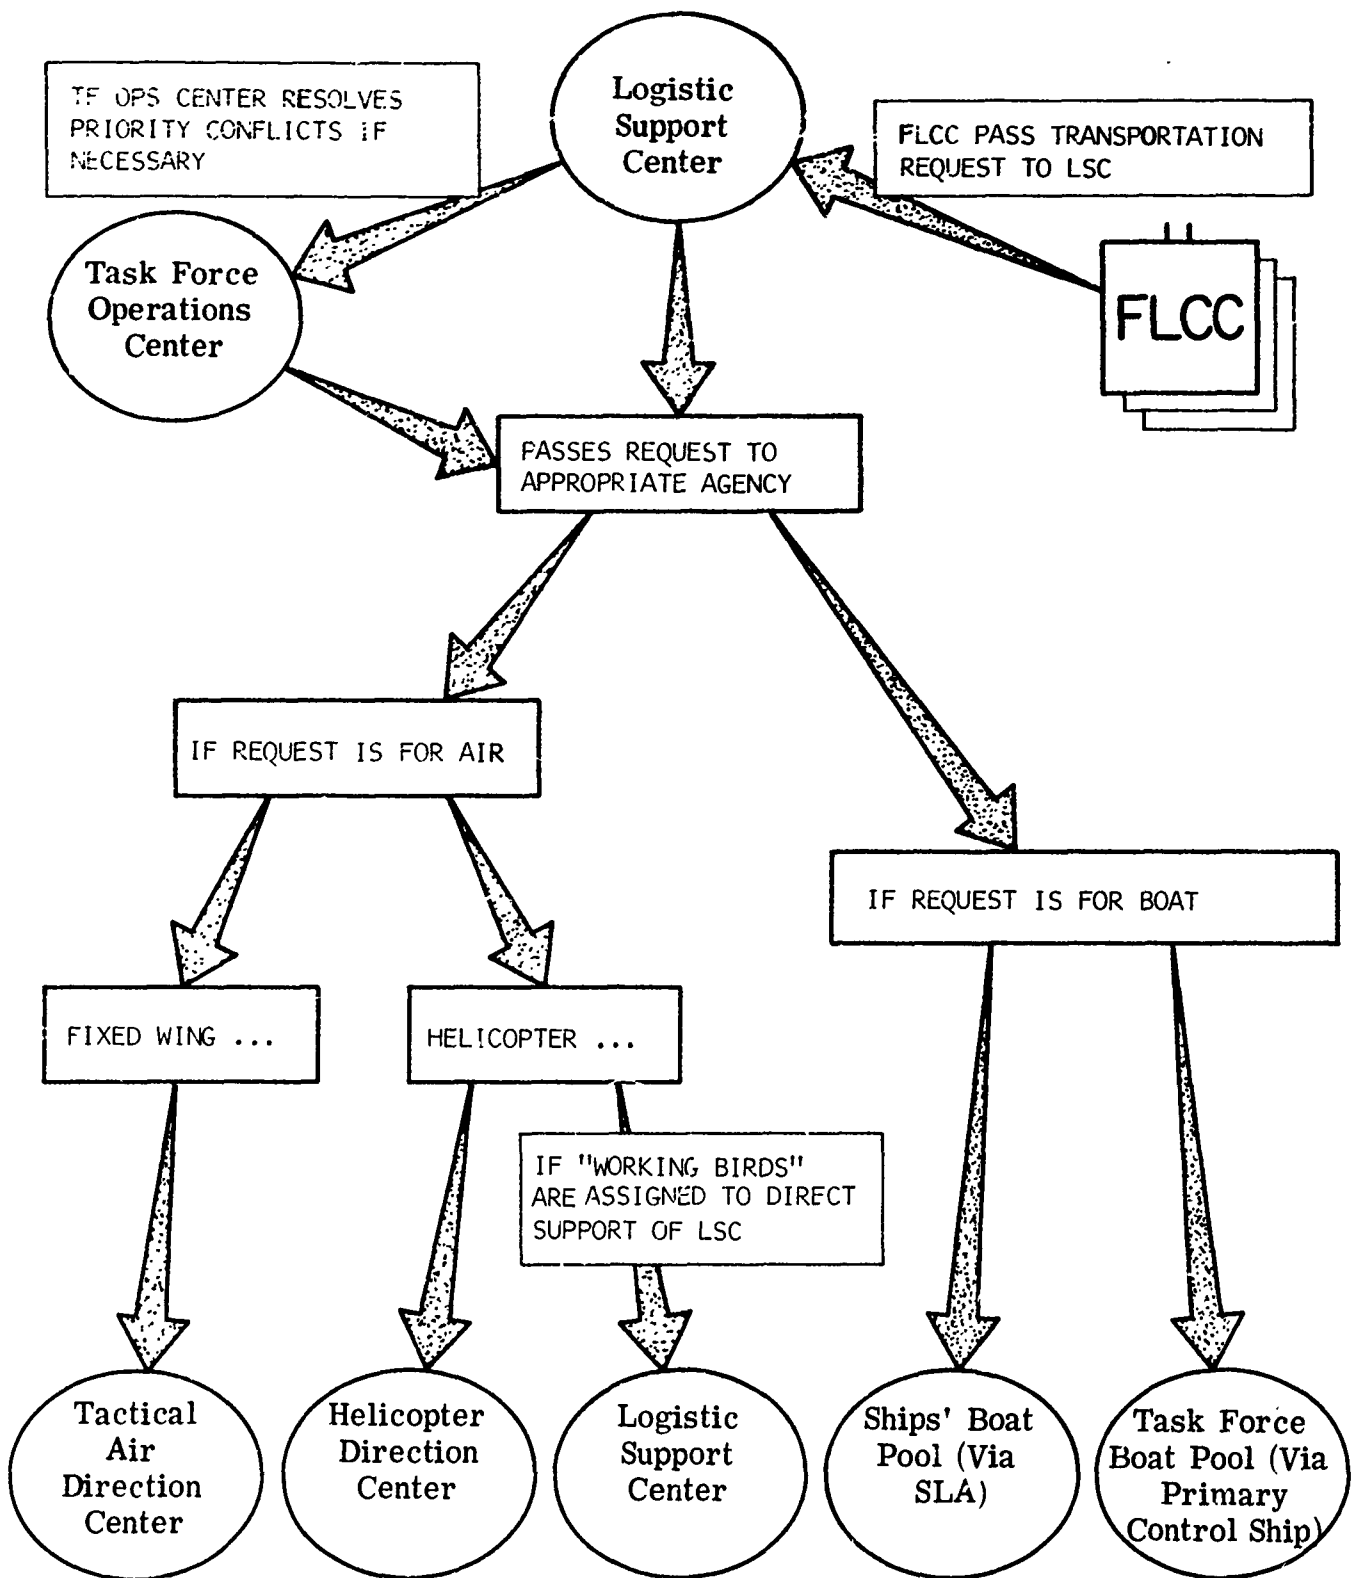 Logistic
Support
Center
TF OPS CENTER RESOLVES
PRIORITY CONFLICTS IF
NECESSARY
FLCC PASS TRANSPORTATION
REQUEST TO LSC
Task Force
Operations
Center
FLCC
PASSES REQUEST TO
APPROPRIATE AGENCY
IF REQUEST IS FOR AIR
IF REQUEST IS FOR BOAT
FIXED WING ...
HELICOPTER ...
IF "WORKING BIRDS"
ARE ASSIGNED TO DIRECT
SUPPORT OF LSC
Tactical
Air
Direction
Center
Helicopter
Direction
Center
Logistic
Support
Center
Ships' Boat
Pool (Via
SLA)
Task Force
Boat Pool (Via
Primary
Control Ship)